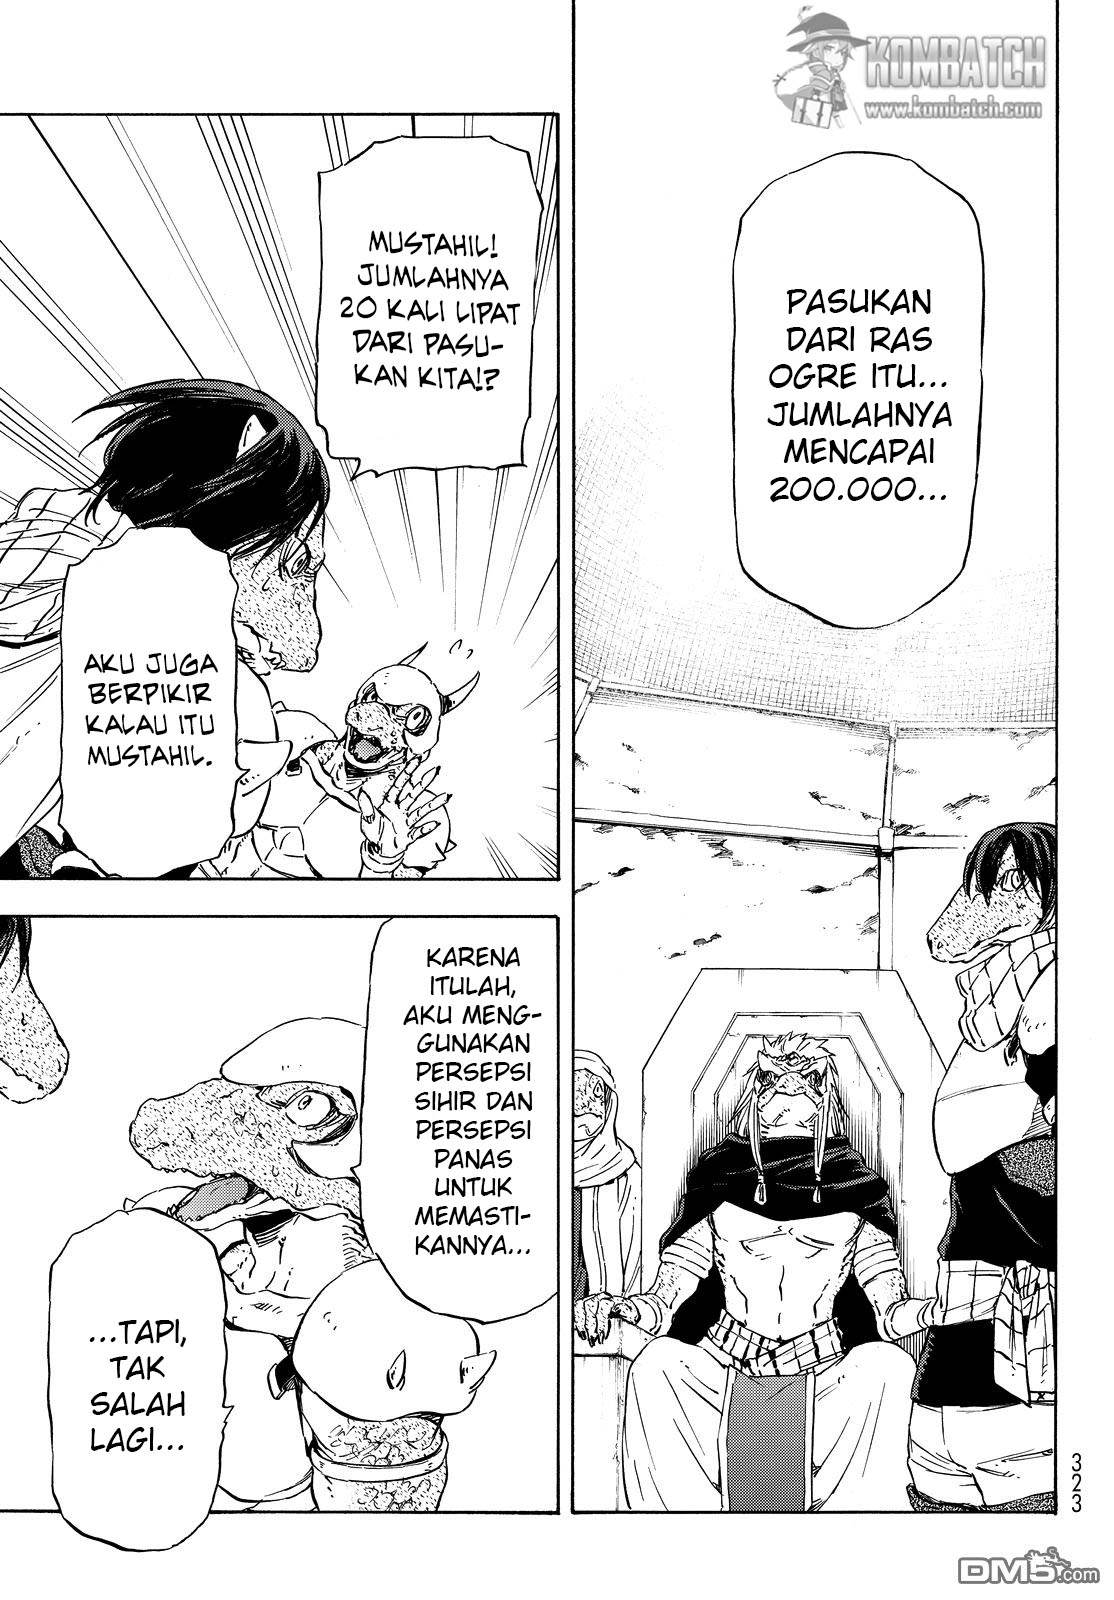 KOMBATCH
www.kombatch.com
PASUKAN
DARI RAS
OGRE ITU...
JUMLAHNYA
MENCAPAI
200.000...
MUSTAHIL!
JUMLAHNYA
20 KALI LIPAT
DARI PASU-
KAN KITA!?
AKU JUGA
BERPIKIR
KALAU ITU
MUSTAHIL.
KARENA
ITULAH,
AKU MENG-
GUNAKAN
PERSEPSI
SIHIR DAN
PERSEPSI
PANAS
UNTUK
MEMASTI-
KANNYA...
...TAPI,
TAK
SALAH
LAGI...
323
DM5.com